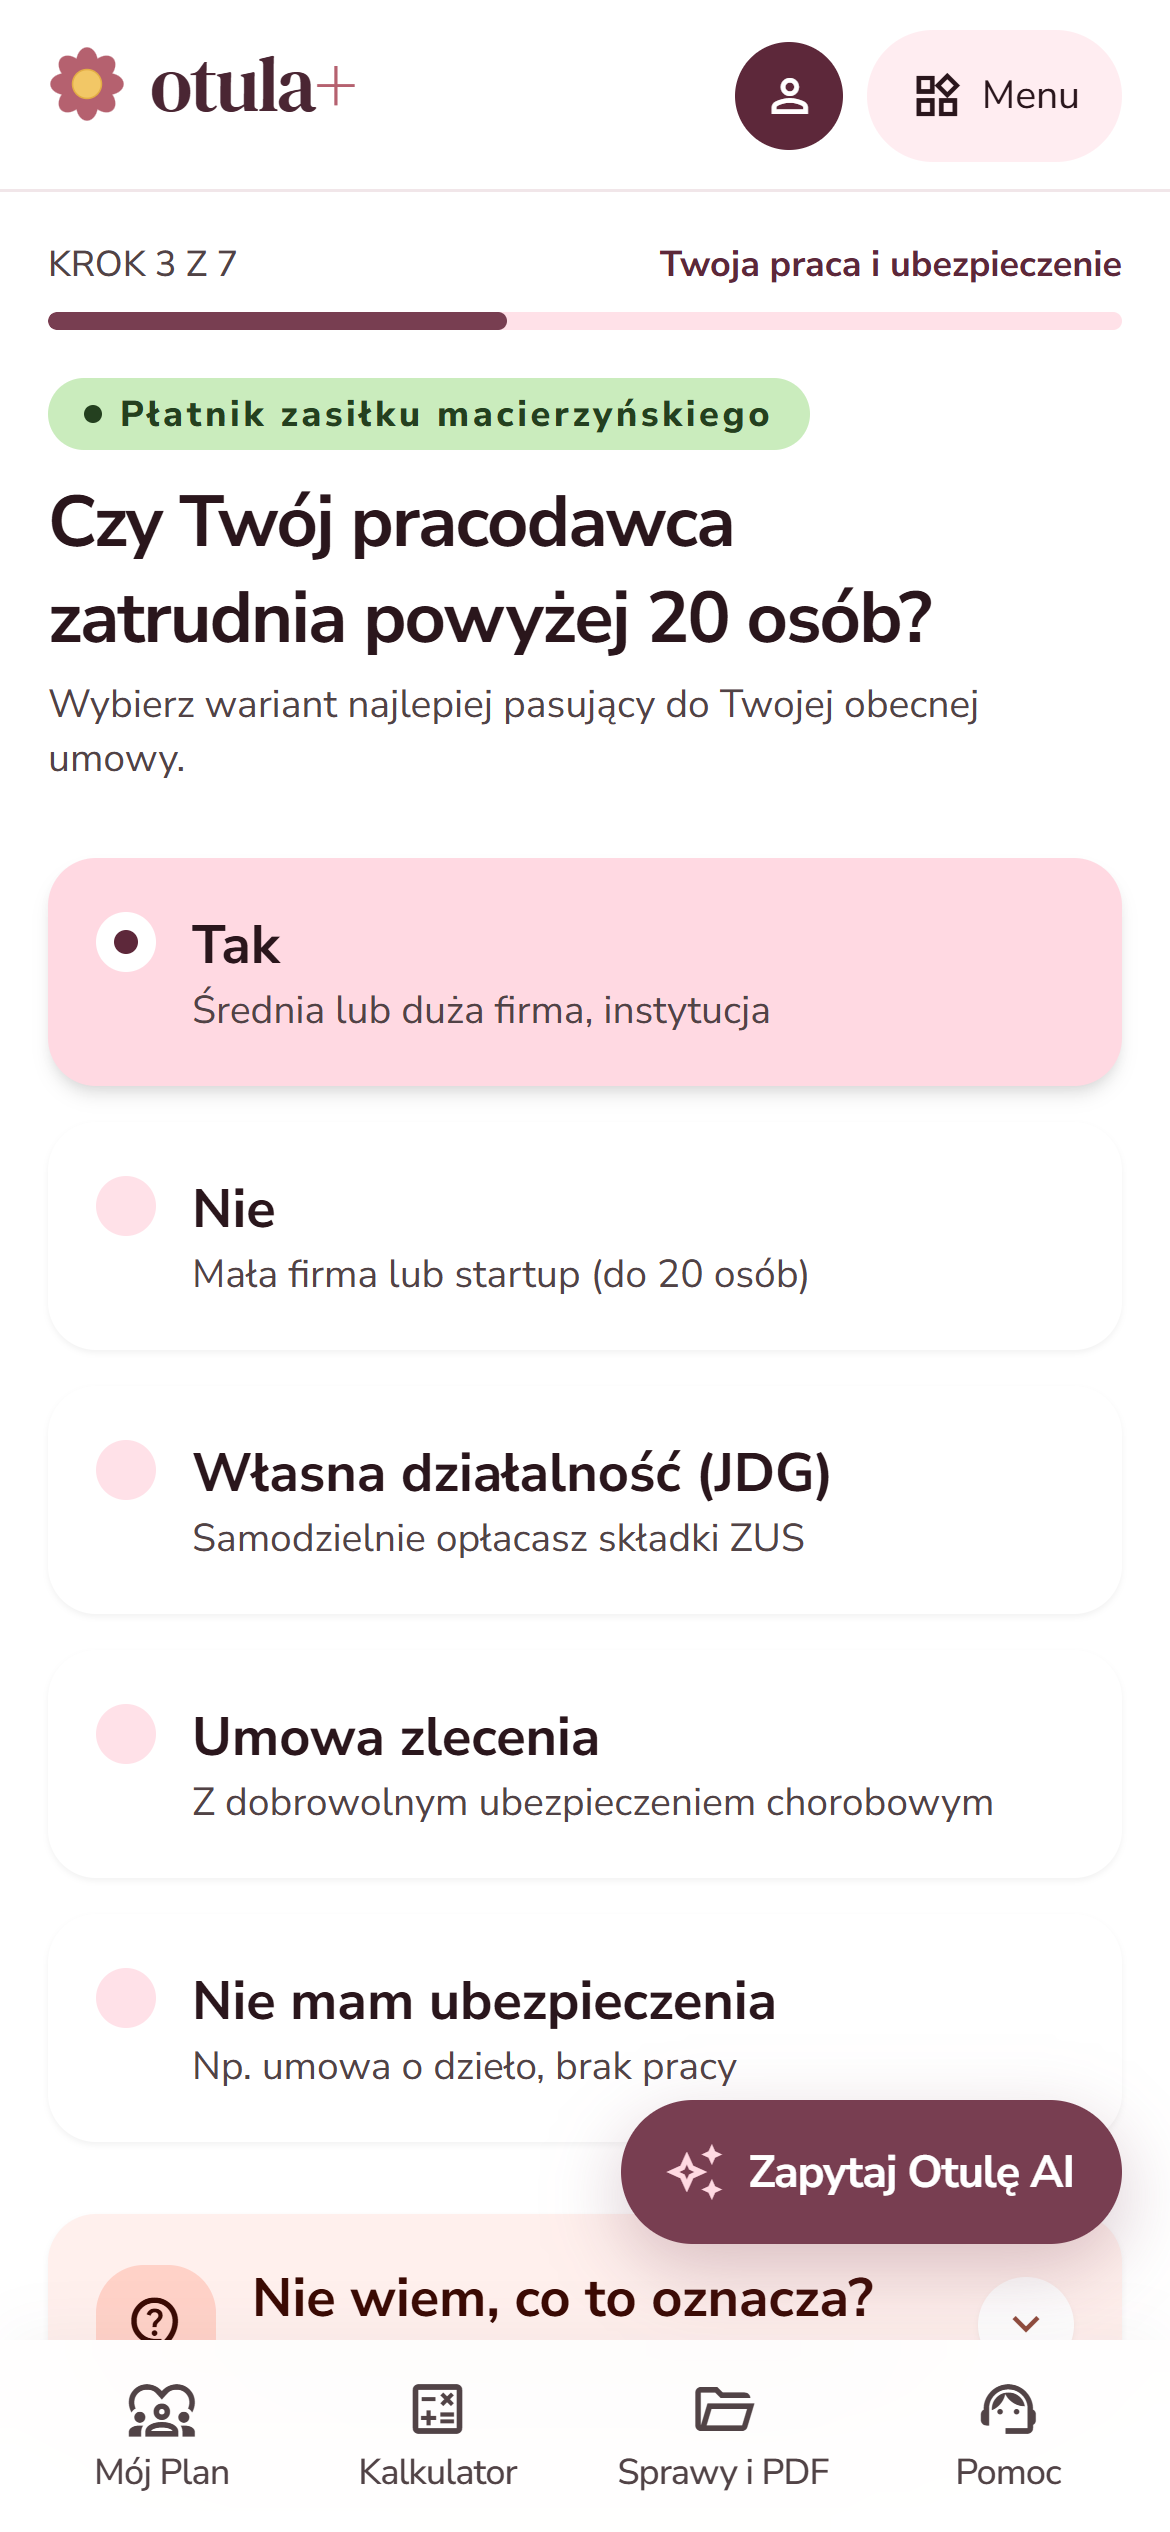 otula+
Menu
KROK 3 Z 7
Twoja praca i ubezpieczenie
Płatnik zasiłku macierzyńskiego
Czy Twój pracodawca
zatrudnia powyżej 20 osób?
Wybierz wariant najlepiej pasujący do Twojej obecnej
umowy.
Tak
Średnia lub duża firma, instytucja
Nie
Mała firma lub startup (do 20 osób)
Własna działalność (JDG)
Samodzielnie opłacasz składki ZUS
Umowa zlecenia
Z dobrowolnym ubezpieczeniem chorobowym
Nie mam ubezpieczenia
Np. umowa o dzieło, brak pracy
Zapytaj Otulę AI
Nie wiem, co to oznacza?
Mój Plan
Kalkulator
Sprawy i PDF
Pomoc